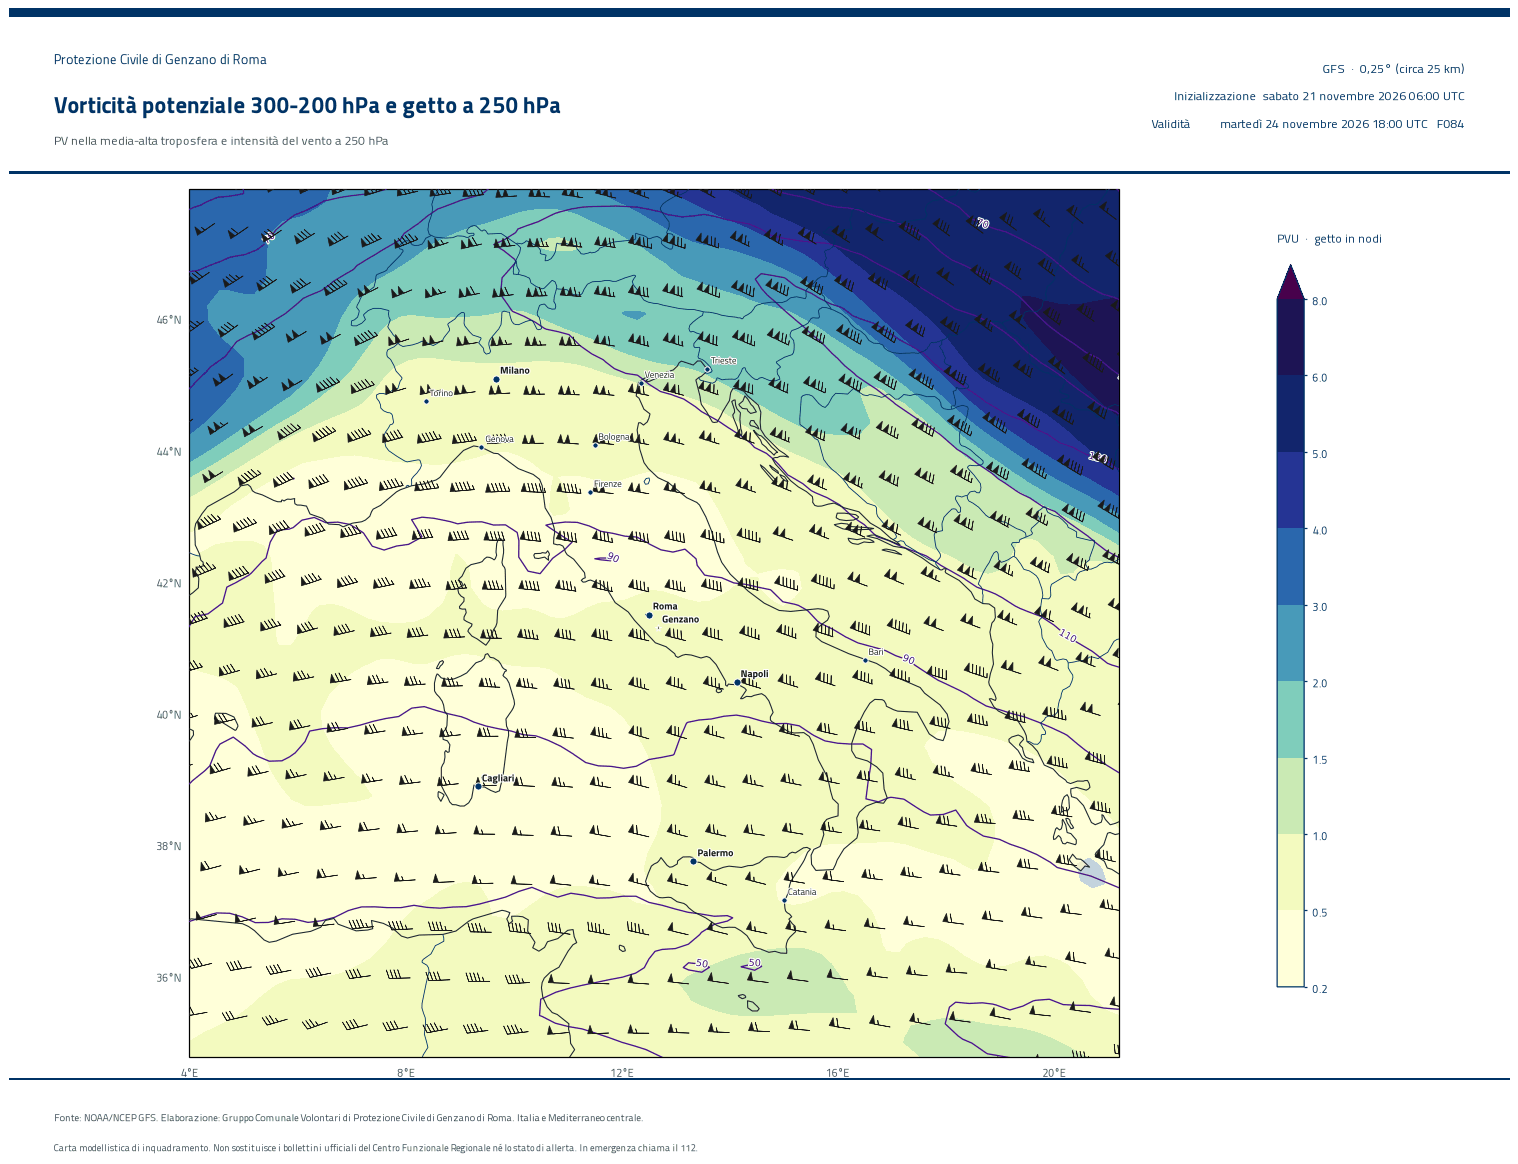 Protezione Civile di Genzano di Roma
Vorticità potenziale 300-200 hPa e getto a 250 hPa
PV nella media-alta troposfera e intensità del vento a 250 hPa
GFS · 0,25° (circa 25 km)
Inizializzazione sabato 21 novembre 2026 06:00 UTC
Validità martedì 24 novembre 2026 18:00 UTC F084
PVU · getto in nodi
8.0
6.0
5.0
4.0
3.0
2.0
1.5
1.0
0.5
0.2
46°N
44°N
42°N
40°N
38°N
36°N
4°E
8°E
12°E
16°E
20°E
70
Trieste
Milano
Venezia
Torino
Genova
Bologna
Firenze
90
Roma
Genzano
110
Bari
90
Napoli
Cagliari
Palermo
Catania
50
50
Fonte: NOAA/NCEP GFS. Elaborazione: Gruppo Comunale Volontari di Protezione Civile di Genzano di Roma. Italia e Mediterraneo centrale.
Carta modellistica di inquadramento. Non sostituisce i bollettini ufficiali del Centro Funzionale Regionale né lo stato di allerta. In emergenza chiama il 112.